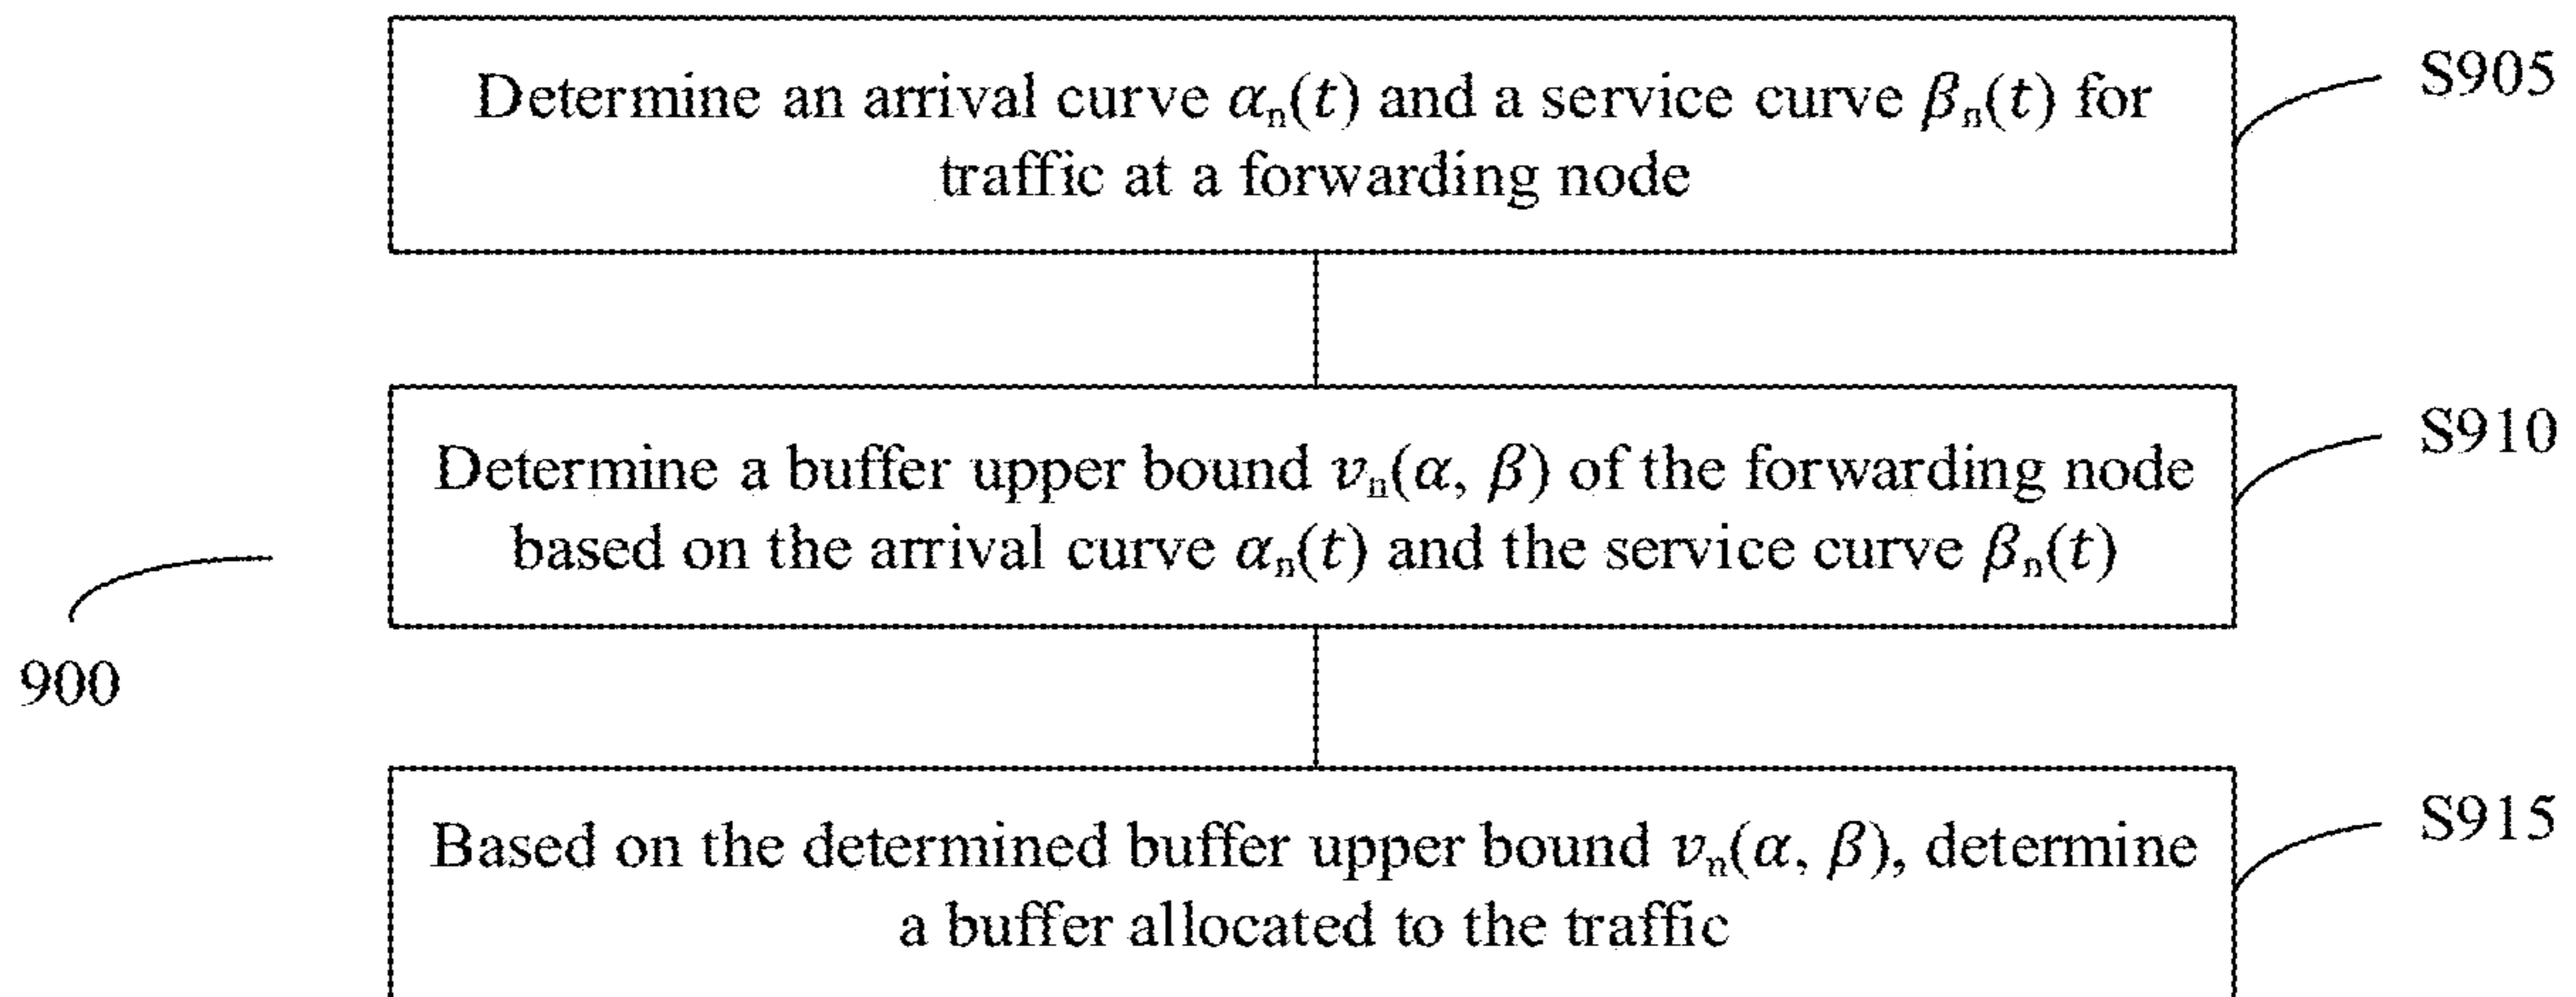 Determine an arrival curve αₙ(t) and a service curve βₙ(t) for
traffic at a forwarding node
S905
Determine a buffer upper bound vₙ(α, β) of the forwarding node
based on the arrival curve αₙ(t) and the service curve βₙ(t)
S910
900
Based on the determined buffer upper bound vₙ(α, β), determine
a buffer allocated to the traffic
S915